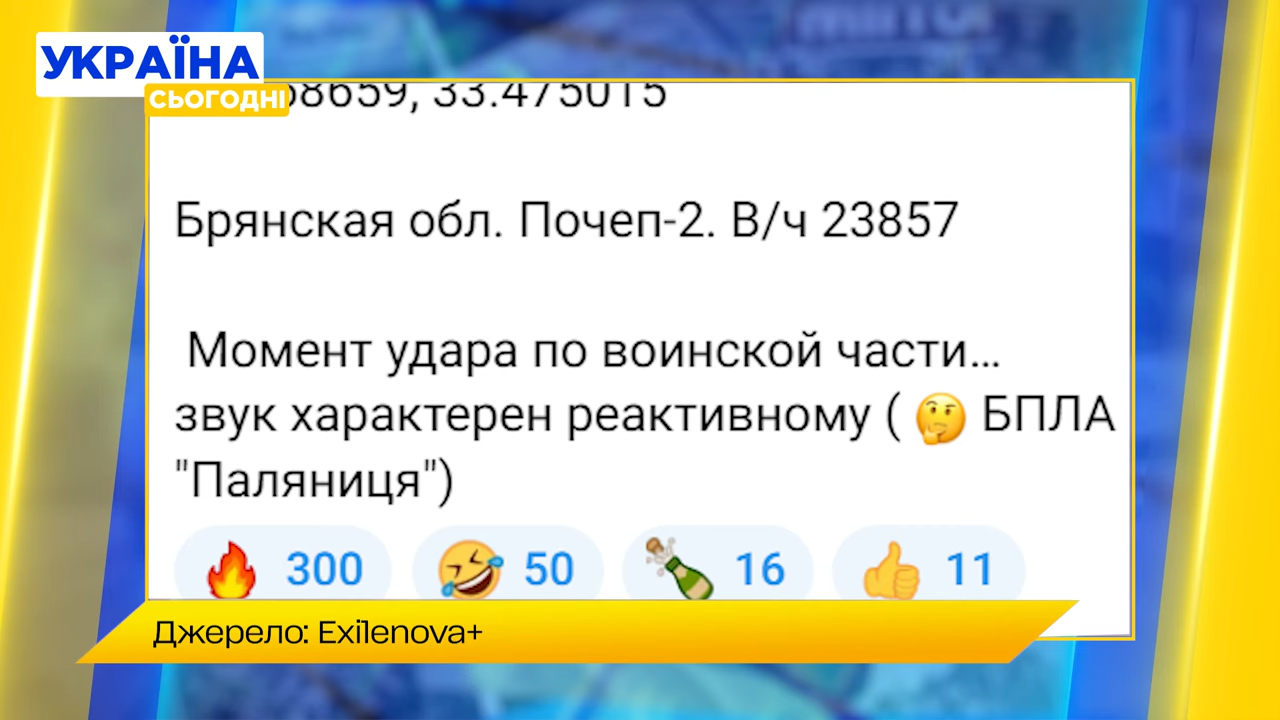 УКРАЇНА
СЬОГОДНІ
8659, 33.475015
Брянская обл. Почеп-2. В/ч 23857
Момент удара по воинской части...
звук характерен реактивному ( 🤔 БПЛА
"Паляниця")
🔥 300 🤣 50 🍾 16 👍 11
Джерело: Exilenova+